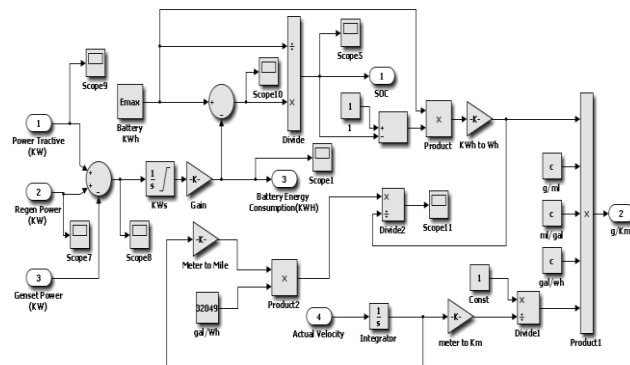 Scope9
Emax
Battery
KWh
Scope10
÷
×
Divide
Scope5
1
SOC
1
Power Tractive
(KW)
1
1
×
Product
-K-
KWh to Wh
2
Regen Power
(KW)
Scope7
Scope8
1
s
KWs
-K-
Gain
Scope1
3
Battery Energy
Consumption(KWH)
3
Genset Power
(KW)
-K-
Meter to Mile
×
÷
Divide2
Scope11
c
g/ml
c
ml/gal
c
gal/wh
×
Product1
2
g/Km
32049
gal/Wh
×
Product2
4
Actual Velocity
1
s
Integrator
-K-
meter to Km
1
Const
×
÷
Divide1